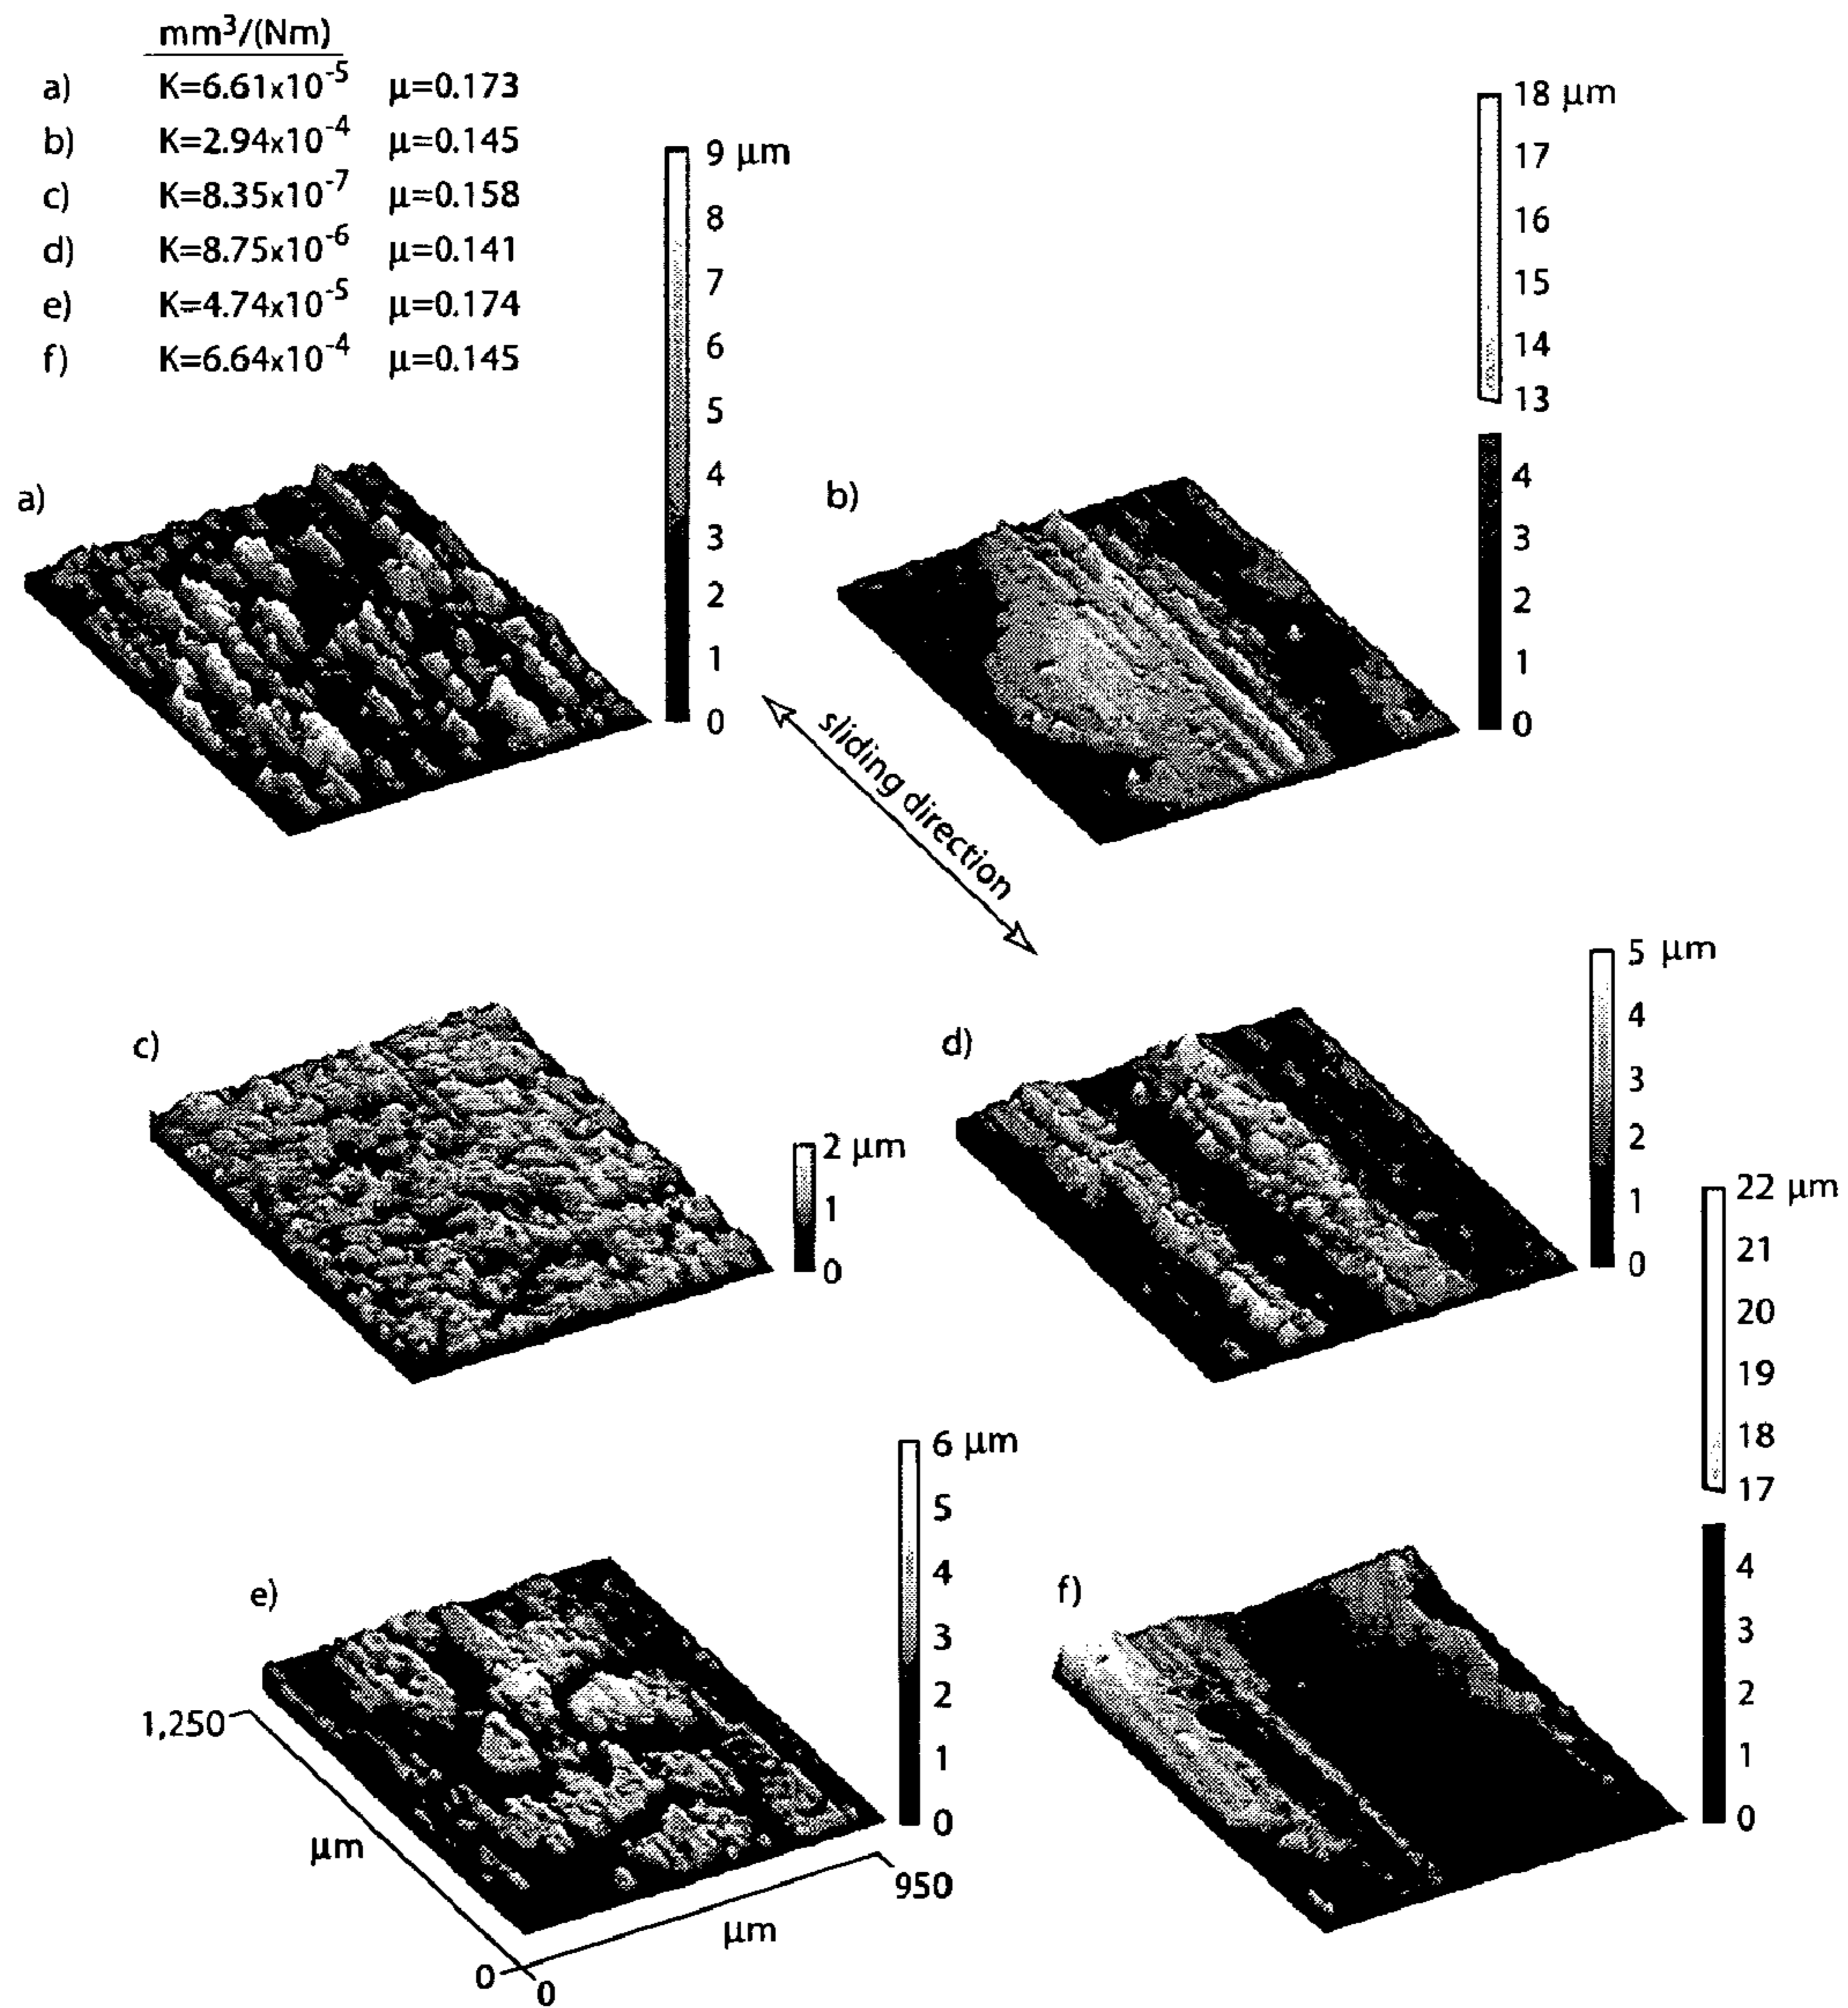 mm³/(Nm)
a) K=6.61x10⁻⁵ μ=0.173
b) K=2.94x10⁻⁴ μ=0.145
c) K=8.35x10⁻⁷ μ=0.158
d) K=8.75x10⁻⁶ μ=0.141
e) K=4.74x10⁻⁵ μ=0.174
f) K=6.64x10⁻⁴ μ=0.145
a)
9 μm
8
7
6
5
4
3
2
1
0
b)
18 μm
17
16
15
14
13
4
3
2
1
0
sliding direction
c)
2 μm
1
0
d)
5 μm
4
3
2
1
0
e)
6 μm
5
4
3
2
1
0
1,250
μm
0
0
μm
950
f)
22 μm
21
20
19
18
17
4
3
2
1
0